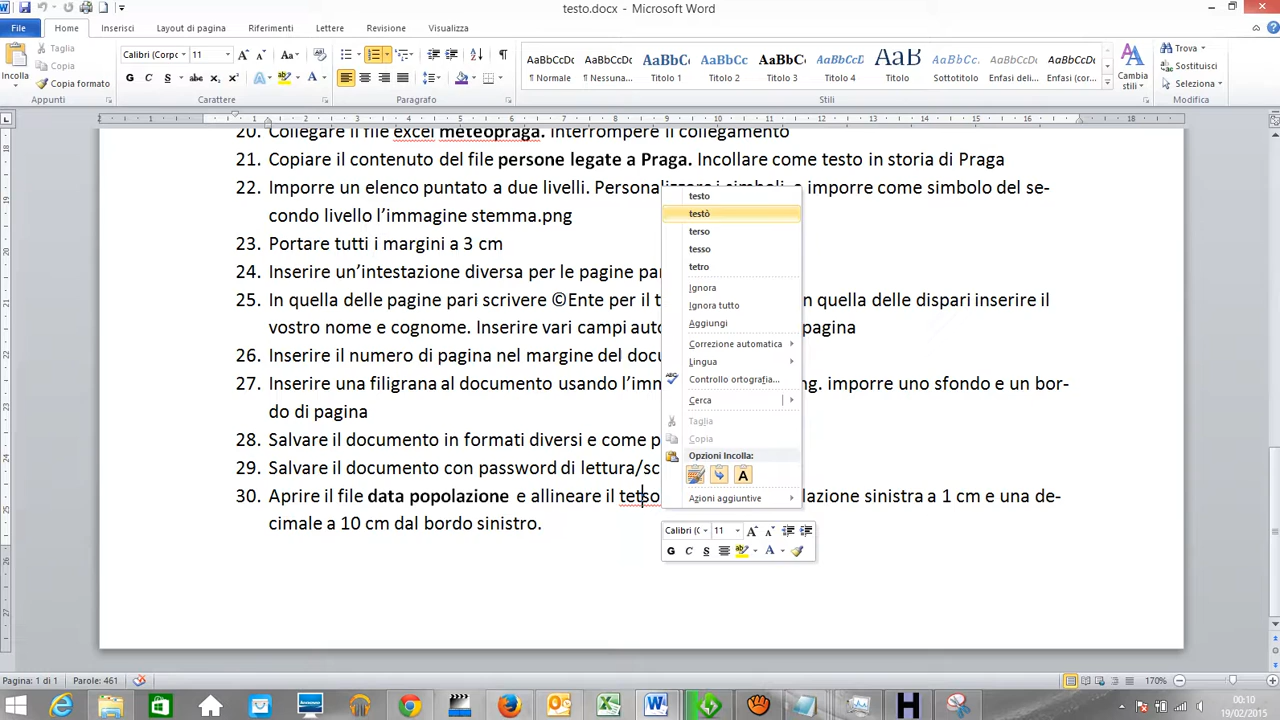 testo.docx - Microsoft Word
File Home Inserisci Layout di pagina Riferimenti Lettere Revisione Visualizza
Incolla
Taglia
Copia
Copia formato
Appunti
Calibri (Corpo 11
Carattere
Paragrafo
AaBbCcI ¶ Normale
AaBbCcI ¶ Nessuna...
AaBbCc Titolo 1
AaBbCc Titolo 2
AaBbCc Titolo 3
AaBbCc Titolo 4
AaB Titolo
AaBbCc. Sottotitolo
AaBbCcDc Enfasi deli...
AaBbCcDc Enfasi (cor...
Stili
Cambia stili
Trova
Sostituisci
Seleziona
Modifica
20. Collegare il file excel meteopraga. Interrompere il collegamento
21. Copiare il contenuto del file persone legate a Praga. Incollare come testo in storia di Praga
22. Imporre un elenco puntato a due livelli. Personalizzare i simboli e imporre come simbolo del se-
condo livello l’immagine stemma.png
23. Portare tutti i margini a 3 cm
24. Inserire un’intestazione diversa per le pagine
25. In quella delle pagine pari scrivere ©Ente per il n quella delle dispari inserire il
vostro nome e cognome. Inserire vari campi pagina
26. Inserire il numero di pagina nel margine del
27. Inserire una filigrana al documento usando ng. imporre uno sfondo e un bor-
do di pagina
28. Salvare il documento in formati diversi e come
29. Salvare il documento con password di
30. Aprire il file data popolazione e allineare il tetso lazione sinistra a 1 cm e una de-
cimale a 10 cm dal bordo sinistro.
testo
testò
terso
tesso
tetro
Ignora
Ignora tutto
Aggiungi
Correzione automatica
Lingua
Controllo ortografia...
Cerca
Taglia
Copia
Opzioni Incolla:
Azioni aggiuntive
Calibri (C 11
G C S
Pagina: 1 di 1 Parole: 461 170%
00:10
19/02/2015